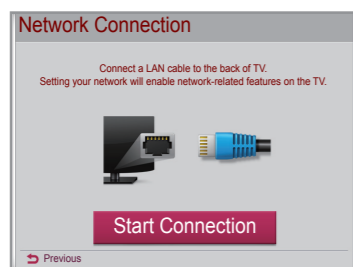 Network Connection
Connect a LAN cable to the back of TV.
Setting your network will enable network-related features on the TV.
Start Connection
Previous